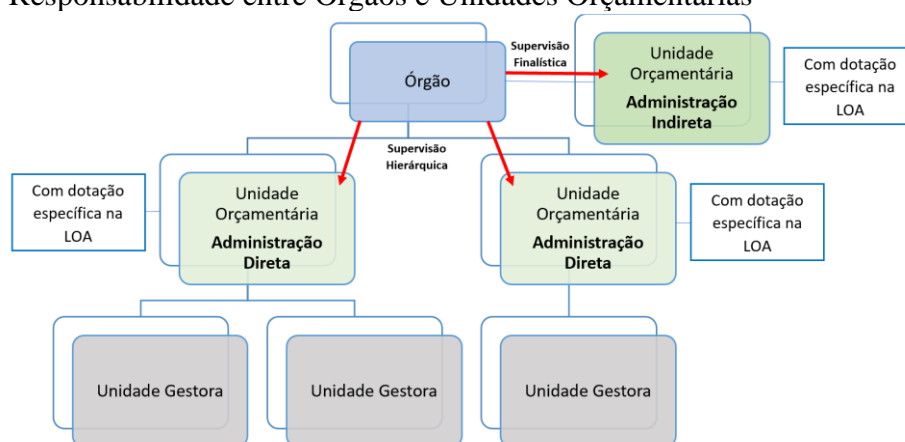 Responsabilidade entre Órgãos e Unidades Orçamentárias
Supervisão
Finalística
Órgão
Unidade
Orçamentária
Administração
Indireta
Com dotação
específica na
LOA
Supervisão
Hierárquica
Com dotação
específica na
LOA
Unidade
Orçamentária
Administração
Direta
Unidade
Orçamentária
Administração
Direta
Com dotação
específica na
LOA
Unidade Gestora
Unidade Gestora
Unidade Gestora